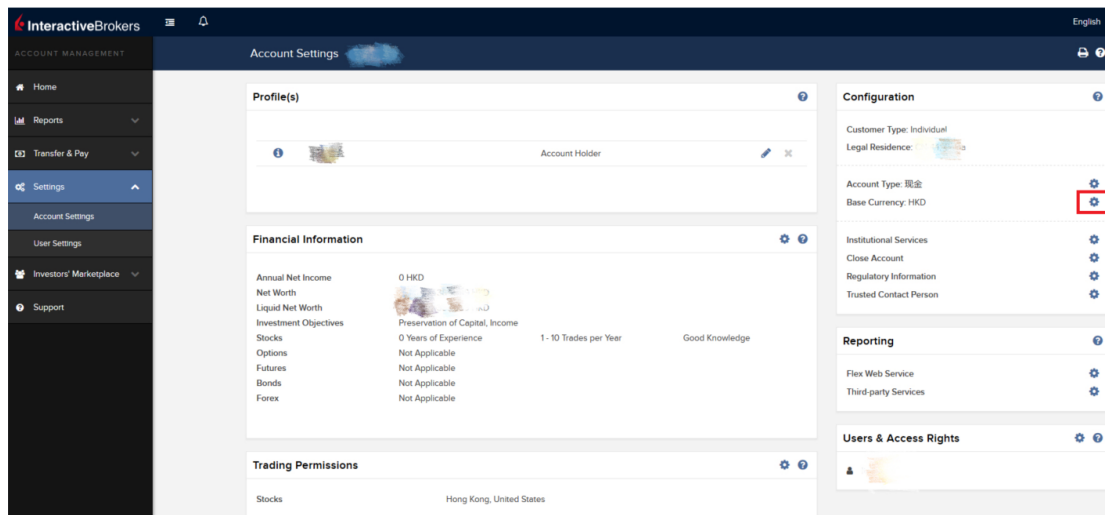 InteractiveBrokers
English
ACCOUNT MANAGEMENT
Account Settings
Home
Reports
Transfer & Pay
Settings
Account Settings
User Settings
Investors' Marketplace
Support
Profile(s)
Account Holder
Financial Information
Annual Net Income 0 HKD
Net Worth
Liquid Net Worth
Investment Objectives Preservation of Capital, Income
Stocks 0 Years of Experience 1 - 10 Trades per Year Good Knowledge
Options Not Applicable
Futures Not Applicable
Bonds Not Applicable
Forex Not Applicable
Trading Permissions
Stocks Hong Kong, United States
Configuration
Customer Type: Individual
Legal Residence:
Account Type: 现金
Base Currency: HKD
Institutional Services
Close Account
Regulatory Information
Trusted Contact Person
Reporting
Flex Web Service
Third-party Services
Users & Access Rights